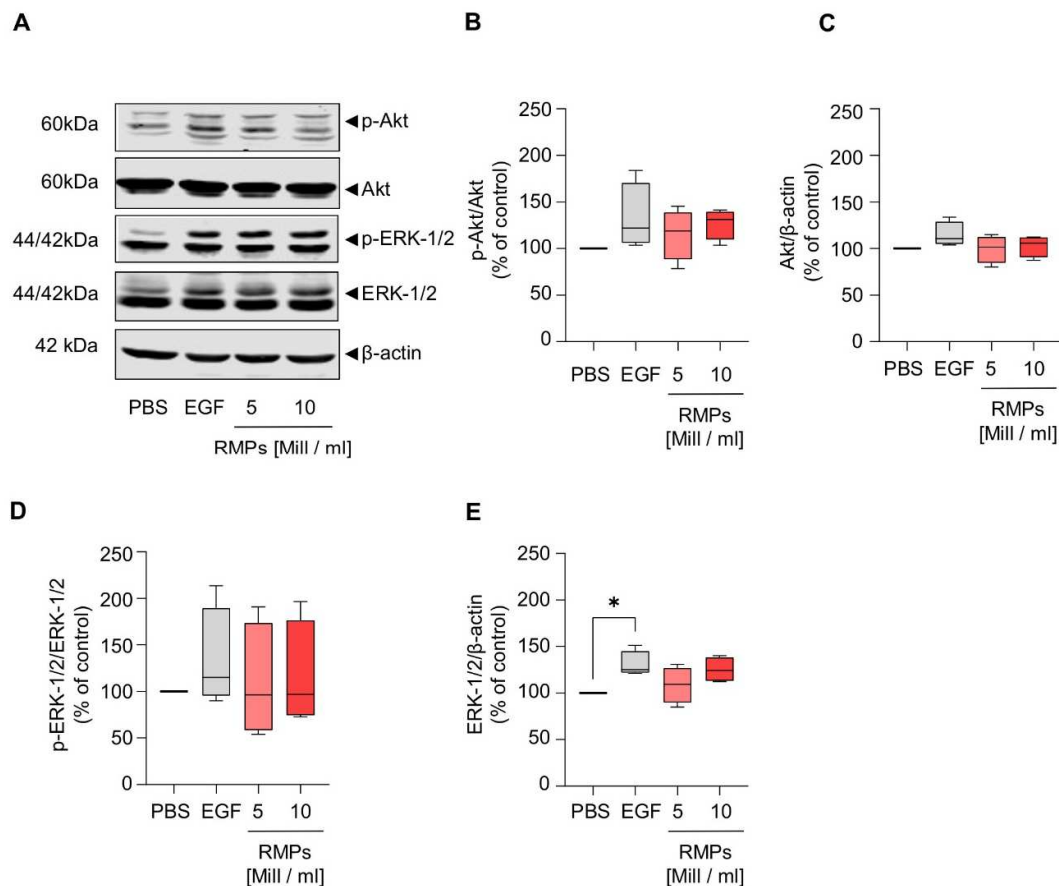 A
60kDa
p-Akt
60kDa
Akt
44/42kDa
p-ERK-1/2
44/42kDa
ERK-1/2
42 kDa
β-actin
PBS EGF 5 10
RMPs [Mill / ml]
B
p-Akt/Akt
(% of control)
250
200
150
100
50
0
PBS EGF 5 10
RMPs
[Mill / ml]
C
Akt/β-actin
(% of control)
250
200
150
100
50
0
PBS EGF 5 10
RMPs
[Mill / ml]
D
p-ERK-1/2/ERK-1/2
(% of control)
250
200
150
100
50
0
PBS EGF 5 10
RMPs
[Mill / ml]
E
ERK-1/2/β-actin
(% of control)
250
200
150
100
50
0
*
PBS EGF 5 10
RMPs
[Mill / ml]